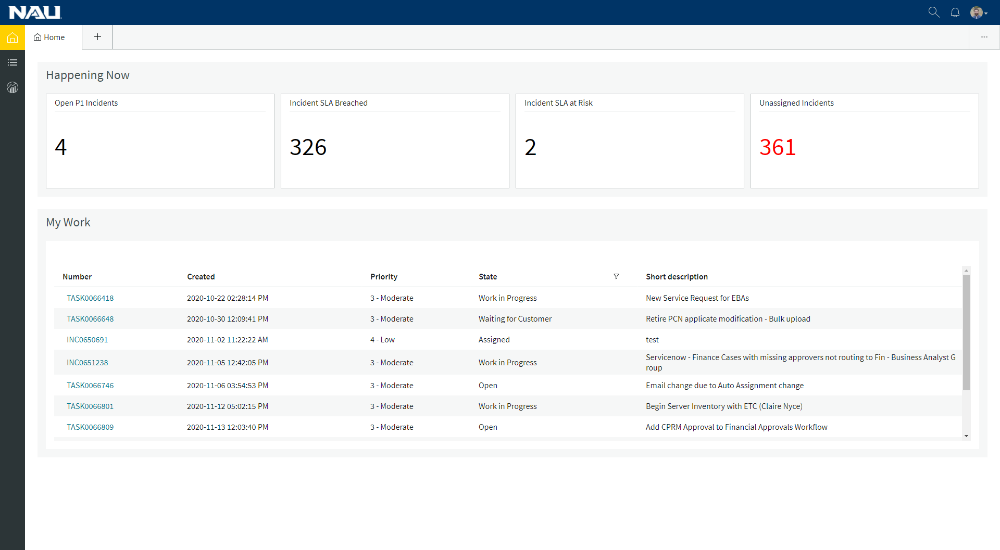 NAU
Home
Happening Now
Open P1 Incidents
4
Incident SLA Breached
326
Incident SLA at Risk
2
Unassigned Incidents
361
My Work
Number Created Priority State Short description
TASK0066418 2020-10-22 02:28:14 PM 3 - Moderate Work in Progress New Service Request for EBAs
TASK0066648 2020-10-30 12:09:41 PM 3 - Moderate Waiting for Customer Retire PCN applicate modification - Bulk upload
INC0650691 2020-11-02 11:22:22 AM 4 - Low Assigned test
INC0651238 2020-11-05 12:42:05 PM 3 - Moderate Work in Progress Servicenow - Finance Cases with missing approvers not routing to Fin - Business Analyst G
roup
TASK0066746 2020-11-06 03:54:53 PM 3 - Moderate Open Email change due to Auto Assignment change
TASK0066801 2020-11-12 05:02:15 PM 3 - Moderate Work in Progress Begin Server Inventory with ETC (Claire Nyce)
TASK0066809 2020-11-13 12:03:40 PM 3 - Moderate Open Add CPRM Approval to Financial Approvals Workflow